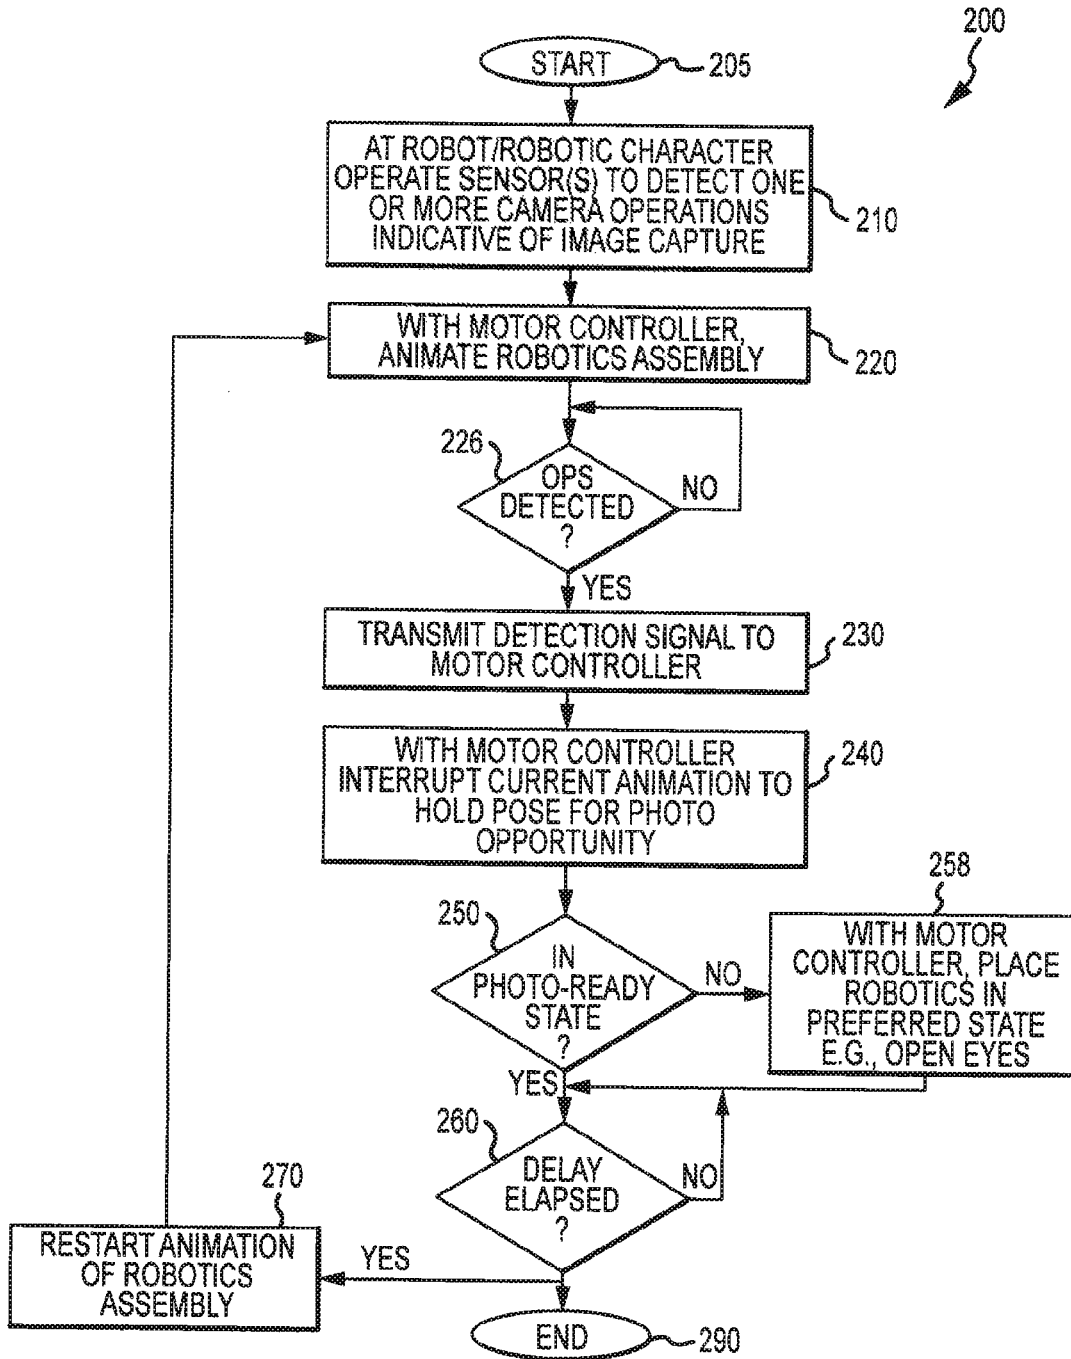 200
START
205
AT ROBOT/ROBOTIC CHARACTER
OPERATE SENSOR(S) TO DETECT ONE
OR MORE CAMERA OPERATIONS
INDICATIVE OF IMAGE CAPTURE
210
WITH MOTOR CONTROLLER,
ANIMATE ROBOTICS ASSEMBLY
220
226
OPS
DETECTED
?
NO
YES
TRANSMIT DETECTION SIGNAL TO
MOTOR CONTROLLER
230
WITH MOTOR CONTROLLER
INTERRUPT CURRENT ANIMATION TO
HOLD POSE FOR PHOTO
OPPORTUNITY
240
250
IN
PHOTO-READY
STATE
?
NO
YES
258
WITH MOTOR
CONTROLLER, PLACE
ROBOTICS IN
PREFERRED STATE
E.G., OPEN EYES
260
DELAY
ELAPSED
?
NO
YES
270
RESTART ANIMATION
OF ROBOTICS
ASSEMBLY
END
290